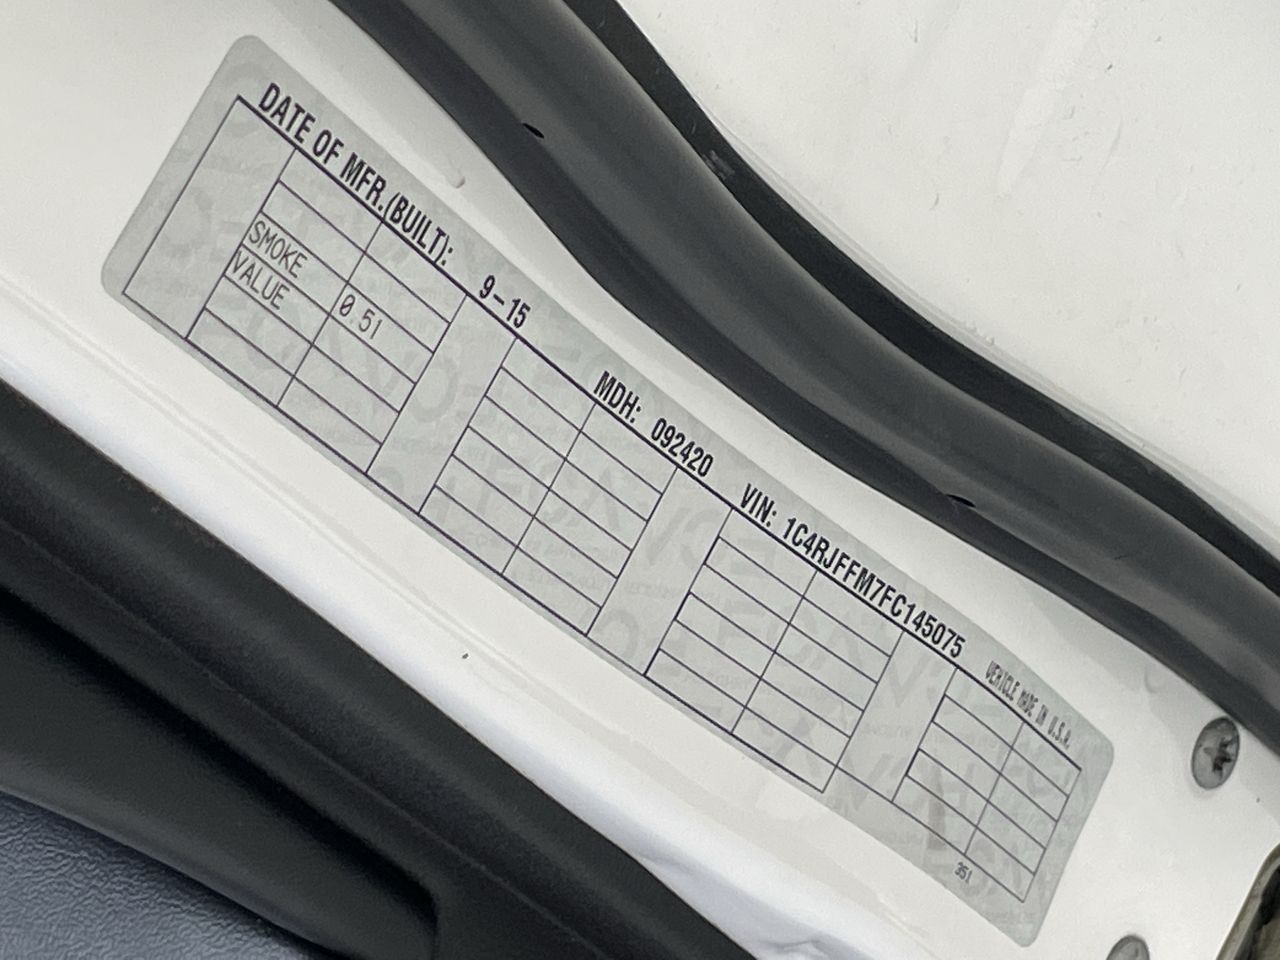 DATE OF MFR.(BUILT): 9-15 MDH: 092420 VIN: 1C4RJFFM7FC145075 VEHICLE MADE IN U.S.A.
SMOKE
VALUE
0.51
351